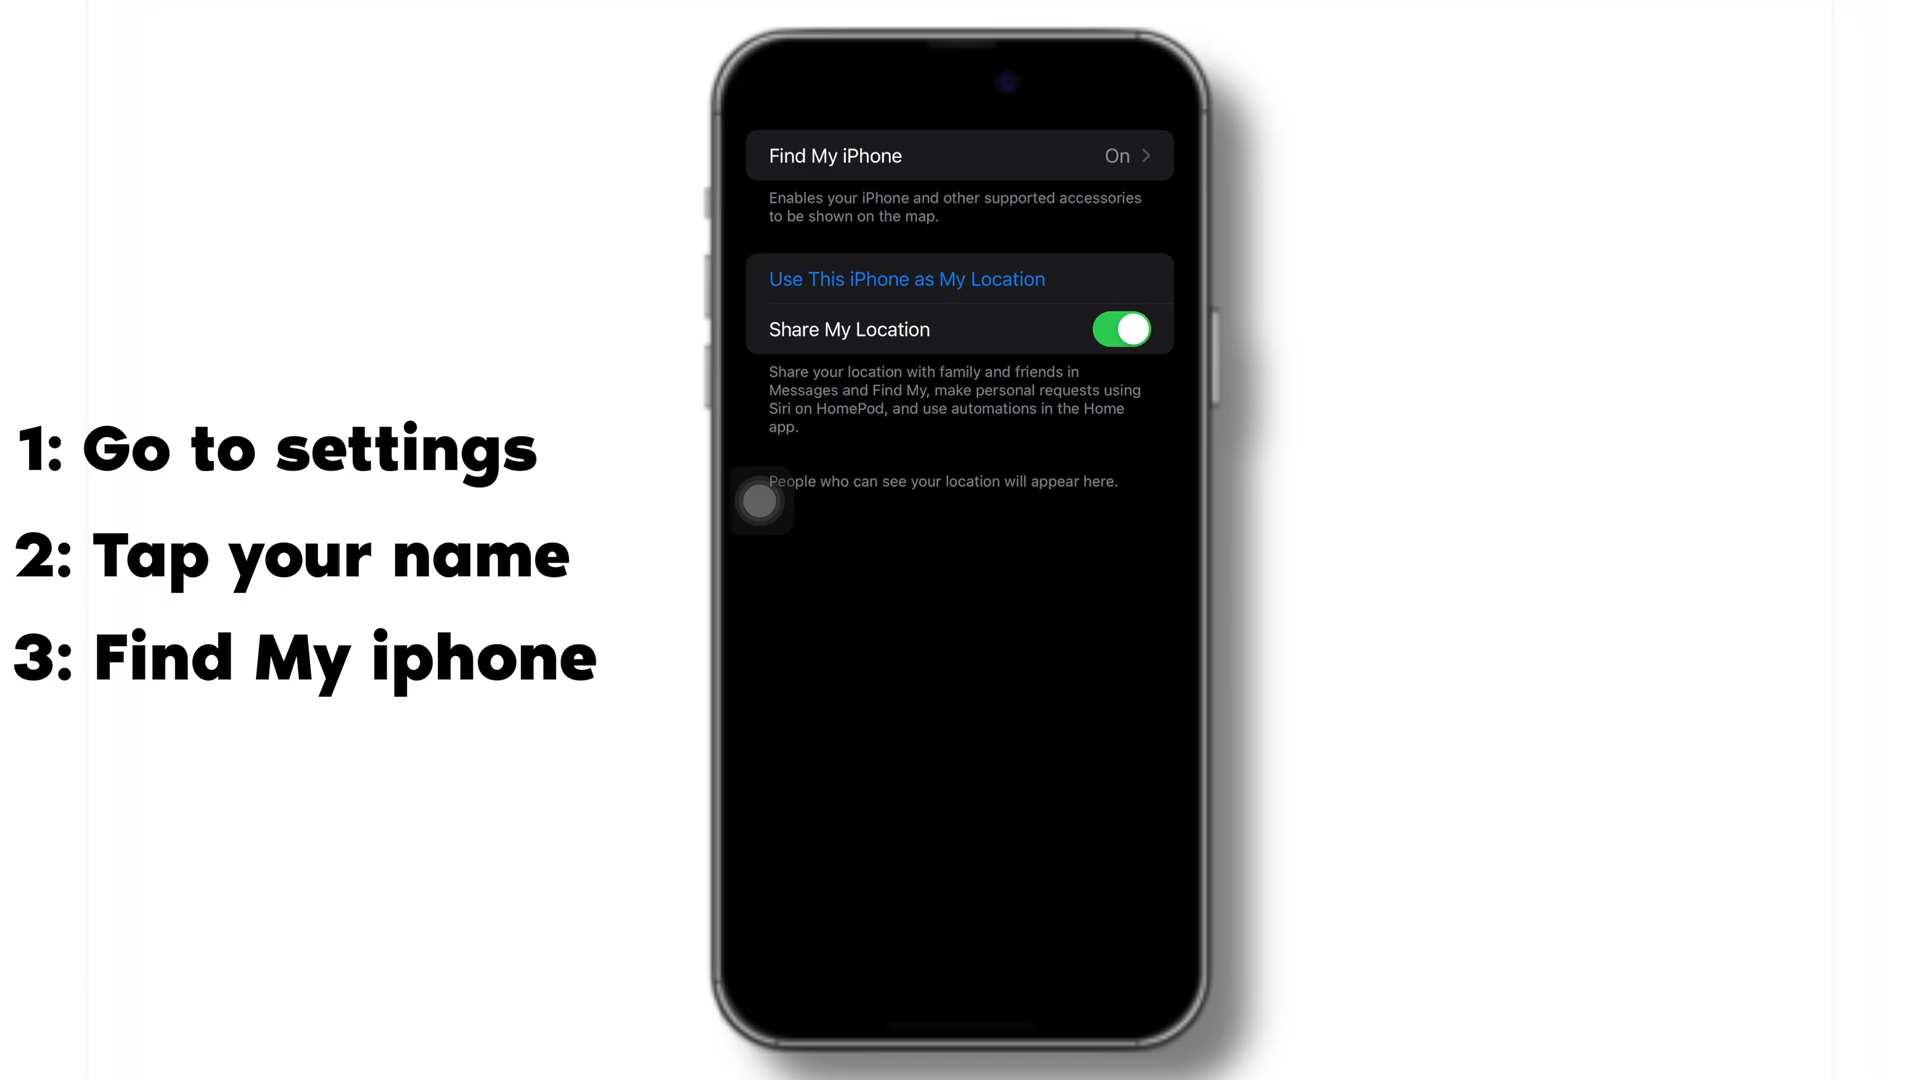 1: Go to settings
2: Tap your name
3: Find My iphone
Find My iPhone On
Enables your iPhone and other supported accessories
to be shown on the map.
Use This iPhone as My Location
Share My Location
Share your location with family and friends in
Messages and Find My, make personal requests using
Siri on HomePod, and use automations in the Home
app.
People who can see your location will appear here.